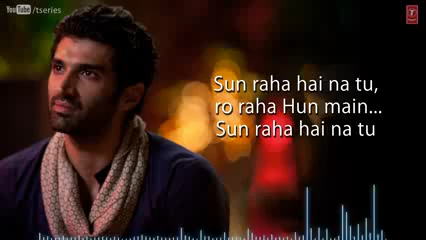 YouTube /tseries
T
Sun raha hai na tu,
ro raha Hun main...
Sun raha hai na tu